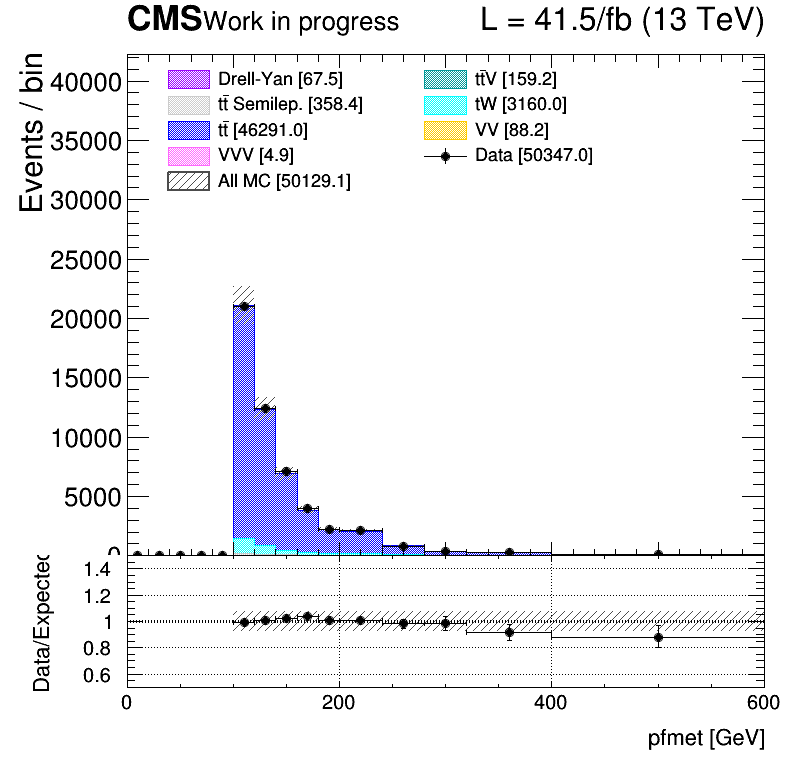 CMS Work in progress L = 41.5/fb (13 TeV)
Events / bin
40000
35000
30000
25000
20000
15000
10000
5000
0
Drell-Yan [67.5]
tt̄V [159.2]
tt̄ Semilep. [358.4]
tW [3160.0]
tt̄ [46291.0]
VV [88.2]
VVV [4.9]
Data [50347.0]
All MC [50129.1]
Data/Expected
1.4
1.2
1
0.8
0.6
0 200 400 600
pfmet [GeV]